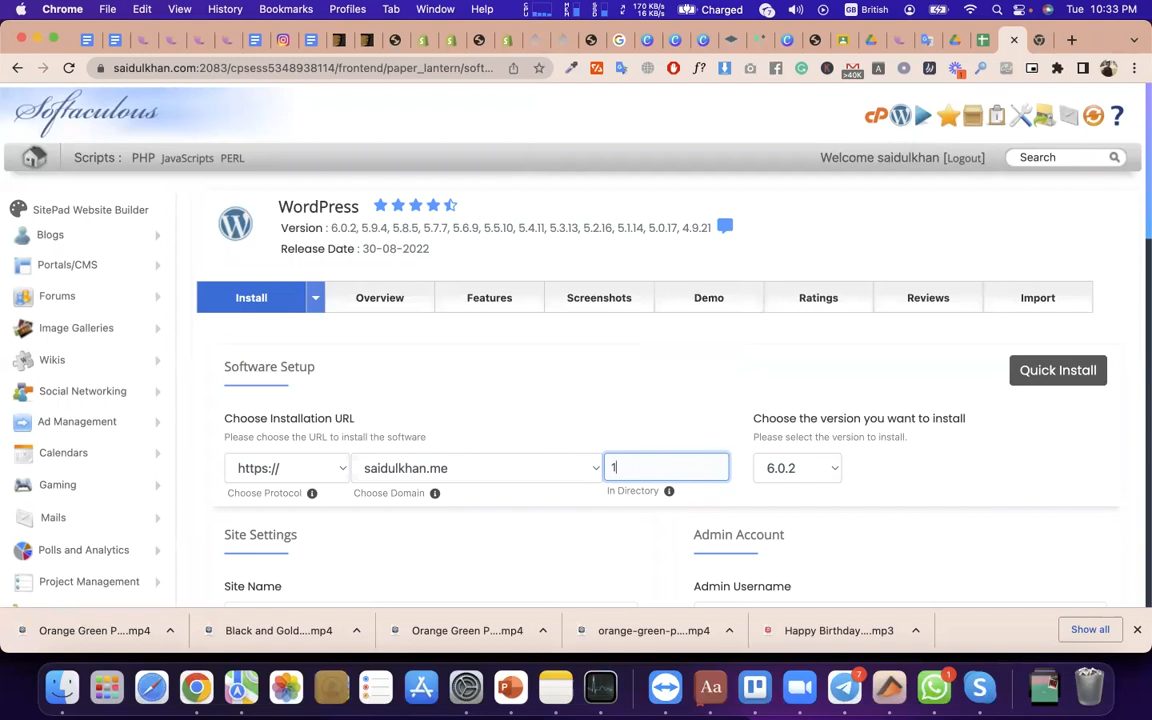 Chrome File Edit View History Bookmarks Profiles Tab Window Help 170 KB/s 16 KB/s Charged British Tue 10:33 PM
saidulkhan.com:2083/cpsess5348938114/frontend/paper_lantern/soft...
Softaculous
Scripts : PHP JavaScripts PERL Welcome saidulkhan [Logout] Search
SitePad Website Builder
Blogs
Portals/CMS
Forums
Image Galleries
Wikis
Social Networking
Ad Management
Calendars
Gaming
Mails
Polls and Analytics
Project Management
WordPress
Version : 6.0.2, 5.9.4, 5.8.5, 5.7.7, 5.6.9, 5.5.10, 5.4.11, 5.3.13, 5.2.16, 5.1.14, 5.0.17, 4.9.21
Release Date : 30-08-2022
Install Overview Features Screenshots Demo Ratings Reviews Import
Software Setup Quick Install
Choose Installation URL Choose the version you want to install
Please choose the URL to install the software Please select the version to install.
https:// saidulkhan.me 1 6.0.2
Choose Protocol Choose Domain In Directory
Site Settings Admin Account
Site Name Admin Username
Orange Green P....mp4 Black and Gold....mp4 Orange Green P....mp4 orange-green-p....mp4 Happy Birthday....mp3 Show all